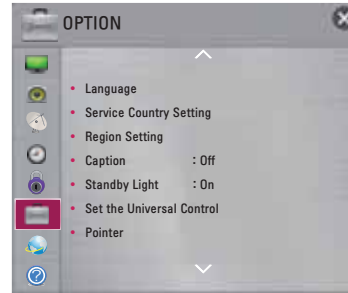 OPTION
• Language
• Service Country Setting
• Region Setting
• Caption : Off
• Standby Light : On
• Set the Universal Control
• Pointer
?